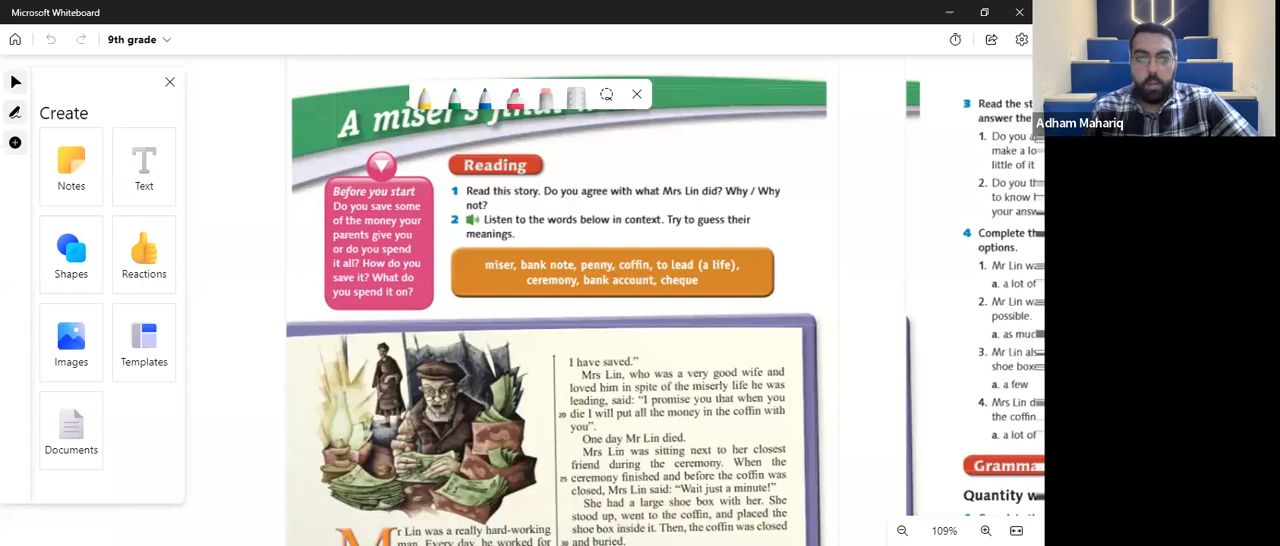 Microsoft Whiteboard
9th grade
Create
Notes
Text
Shapes
Reactions
Images
Templates
Documents
A miser's final
Before you start
Do you save some
of the money your
parents give you
or do you spend
it all? How do you
save it? What do
you spend it on?
Reading
1 Read this story. Do you agree with what Mrs Lin did? Why / Why
not?
2 Listen to the words below in context. Try to guess their
meanings.
miser, bank note, penny, coffin, to lead (a life),
ceremony, bank account, cheque
Mr Lin was a really hard-working
man. Every day, he worked for
I have saved.”
Mrs Lin, who was a very good wife and
loved him in spite of the miserly life he was
leading, said: “I promise you that when you
20 die I will put all the money in the coffin with
you”.
One day Mr Lin died.
Mrs Lin was sitting next to her closest
friend during the ceremony. When the
25 ceremony finished and before the coffin was
closed, Mrs Lin said: “Wait just a minute!”
She had a large shoe box with her. She
stood up, went to the coffin, and placed the
shoe box inside it. Then, the coffin was closed
30 and buried.
3 Read the st
answer the
1. Do you a
make a lo
little of it
2. Do you th
to know h
your answ
4 Complete th
options.
1. Mr Lin w
a. a lot of
2. Mr Lin w
possible.
a. as muc
3. Mr Lin als
shoe box
a. a few
4. Mrs Lin d
the coffin
a. a lot of
Gramma
Quantity w
109%
Adham Mahariq